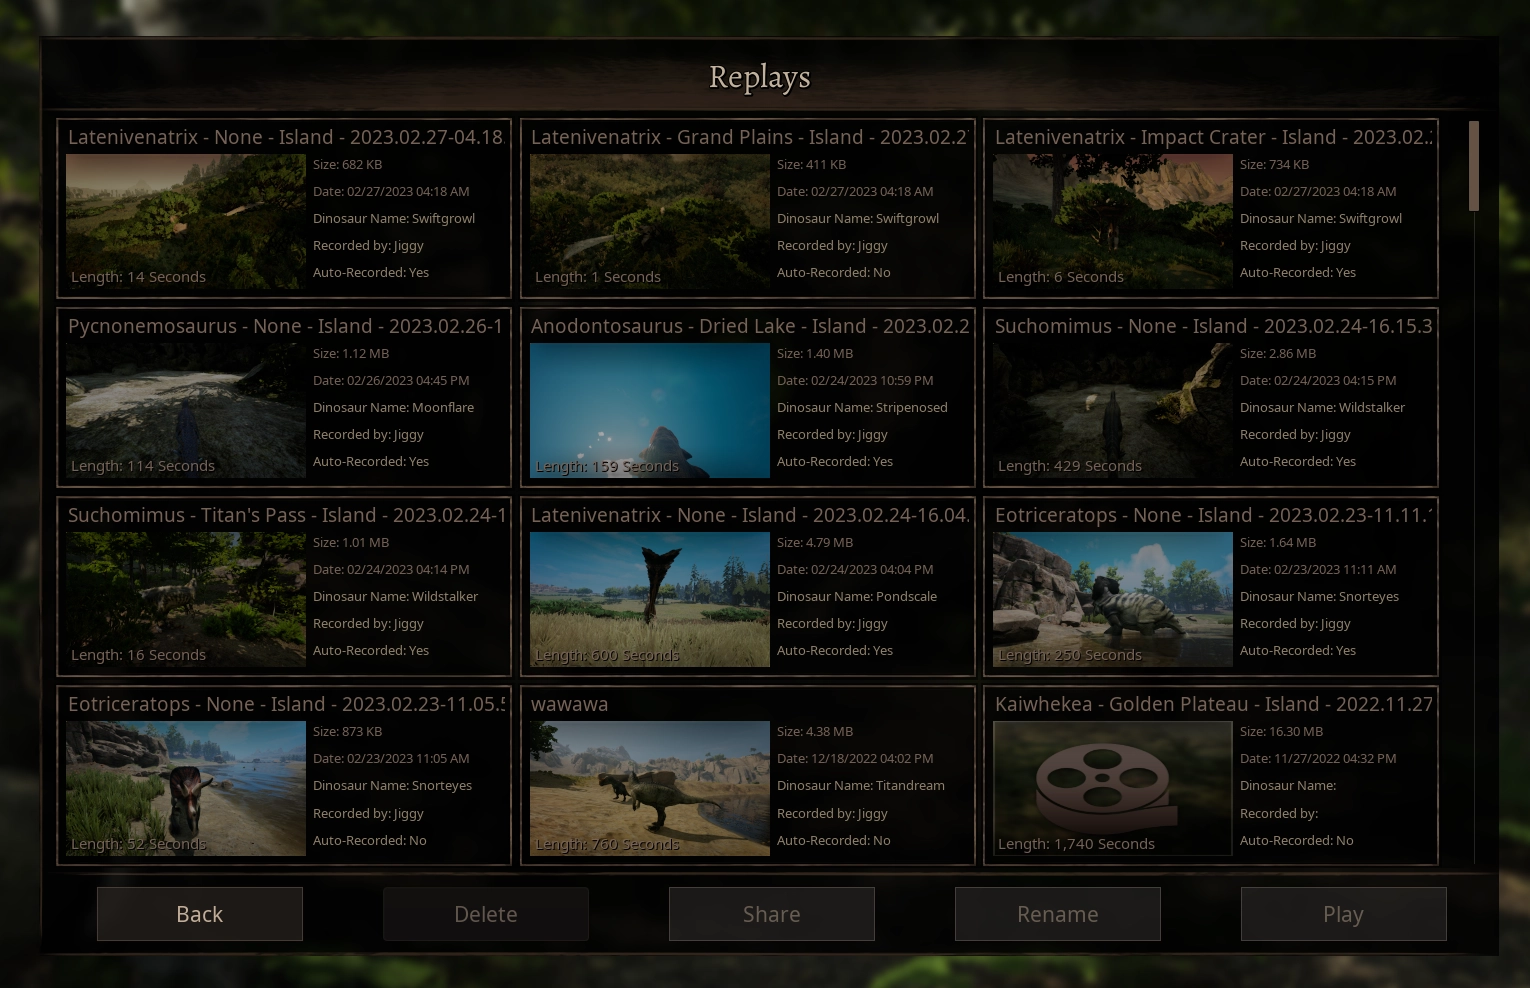 Replays
Latenivenatrix - None - Island - 2023.02.27-04.18.
Size: 682 KB
Date: 02/27/2023 04:18 AM
Dinosaur Name: Swiftgrowl
Recorded by: Jiggy
Auto-Recorded: Yes
Length: 14 Seconds
Latenivenatrix - Grand Plains - Island - 2023.02.2
Size: 411 KB
Date: 02/27/2023 04:18 AM
Dinosaur Name: Swiftgrowl
Recorded by: Jiggy
Auto-Recorded: No
Length: 1 Seconds
Latenivenatrix - Impact Crater - Island - 2023.02.
Size: 734 KB
Date: 02/27/2023 04:18 AM
Dinosaur Name: Swiftgrowl
Recorded by: Jiggy
Auto-Recorded: Yes
Length: 6 Seconds
Pycnonemosaurus - None - Island - 2023.02.26-1
Size: 1.12 MB
Date: 02/26/2023 04:45 PM
Dinosaur Name: Moonflare
Recorded by: Jiggy
Auto-Recorded: Yes
Length: 114 Seconds
Anodontosaurus - Dried Lake - Island - 2023.02.2
Size: 1.40 MB
Date: 02/24/2023 10:59 PM
Dinosaur Name: Stripenosed
Recorded by: Jiggy
Auto-Recorded: Yes
Length: 159 Seconds
Suchomimus - None - Island - 2023.02.24-16.15.3
Size: 2.86 MB
Date: 02/24/2023 04:15 PM
Dinosaur Name: Wildstalker
Recorded by: Jiggy
Auto-Recorded: Yes
Length: 429 Seconds
Suchomimus - Titan's Pass - Island - 2023.02.24-1
Size: 1.01 MB
Date: 02/24/2023 04:14 PM
Dinosaur Name: Wildstalker
Recorded by: Jiggy
Auto-Recorded: Yes
Length: 16 Seconds
Latenivenatrix - None - Island - 2023.02.24-16.04.
Size: 4.79 MB
Date: 02/24/2023 04:04 PM
Dinosaur Name: Pondscale
Recorded by: Jiggy
Auto-Recorded: Yes
Length: 600 Seconds
Eotriceratops - None - Island - 2023.02.23-11.11.
Size: 1.64 MB
Date: 02/23/2023 11:11 AM
Dinosaur Name: Snorteyes
Recorded by: Jiggy
Auto-Recorded: Yes
Length: 250 Seconds
Eotriceratops - None - Island - 2023.02.23-11.05.5
Size: 873 KB
Date: 02/23/2023 11:05 AM
Dinosaur Name: Snorteyes
Recorded by: Jiggy
Auto-Recorded: No
Length: 52 Seconds
wawawa
Size: 4.38 MB
Date: 12/18/2022 04:02 PM
Dinosaur Name: Titandream
Recorded by: Jiggy
Auto-Recorded: No
Length: 760 Seconds
Kaiwhekea - Golden Plateau - Island - 2022.11.27
Size: 16.30 MB
Date: 11/27/2022 04:32 PM
Dinosaur Name:
Recorded by:
Auto-Recorded: No
Length: 1,740 Seconds
Back
Delete
Share
Rename
Play